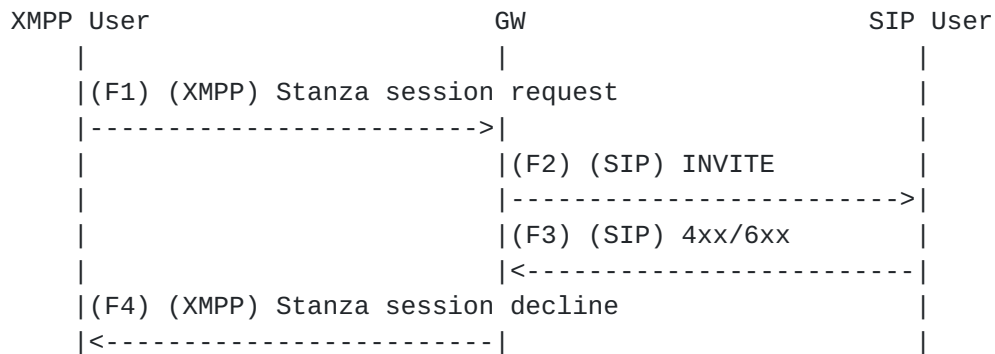 XMPP User                      GW                       SIP User
    |                           |                           |
    |(F1) (XMPP) Stanza session request                     |
    |-------------------------->|                           |
    |                           |(F2) (SIP) INVITE          |
    |                           |-------------------------->|
    |                           |(F3) (SIP) 4xx/6xx         |
    |                           |<--------------------------|
    |(F4) (XMPP) Stanza session decline                     |
    |<--------------------------|                           |